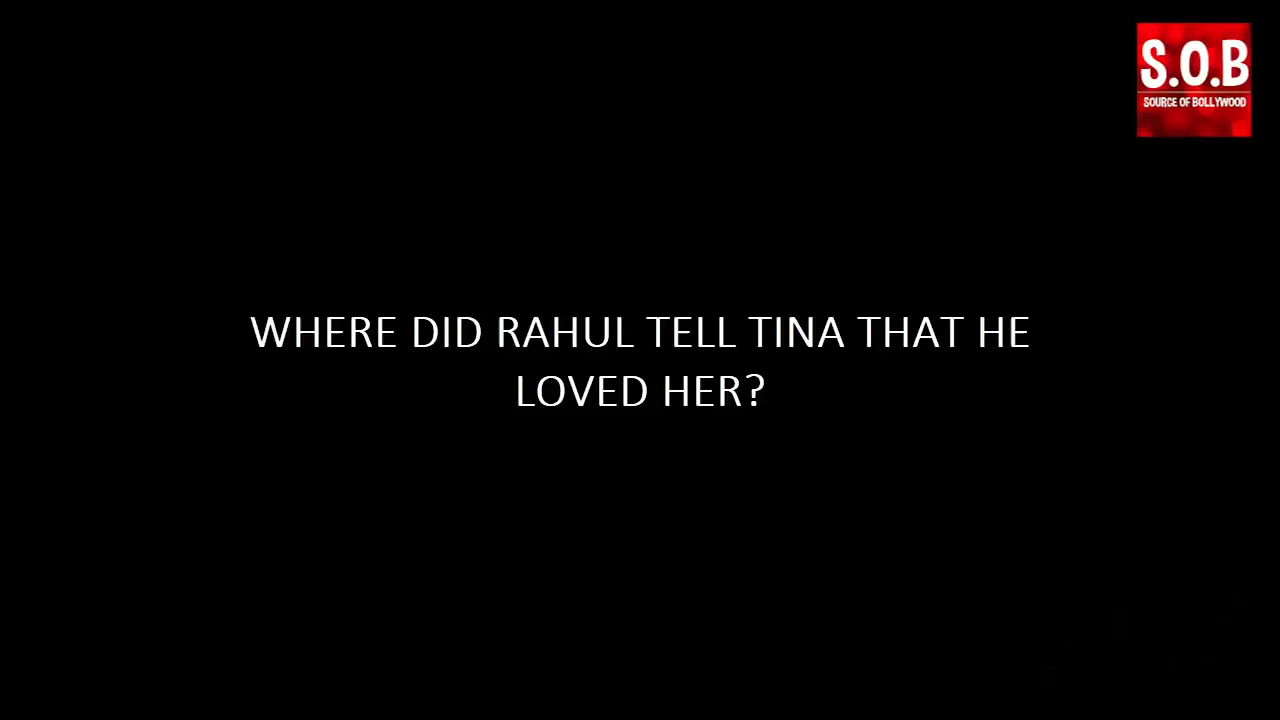 S.O.B
SOURCE OF BOLLYWOOD
WHERE DID RAHUL TELL TINA THAT HE
LOVED HER?